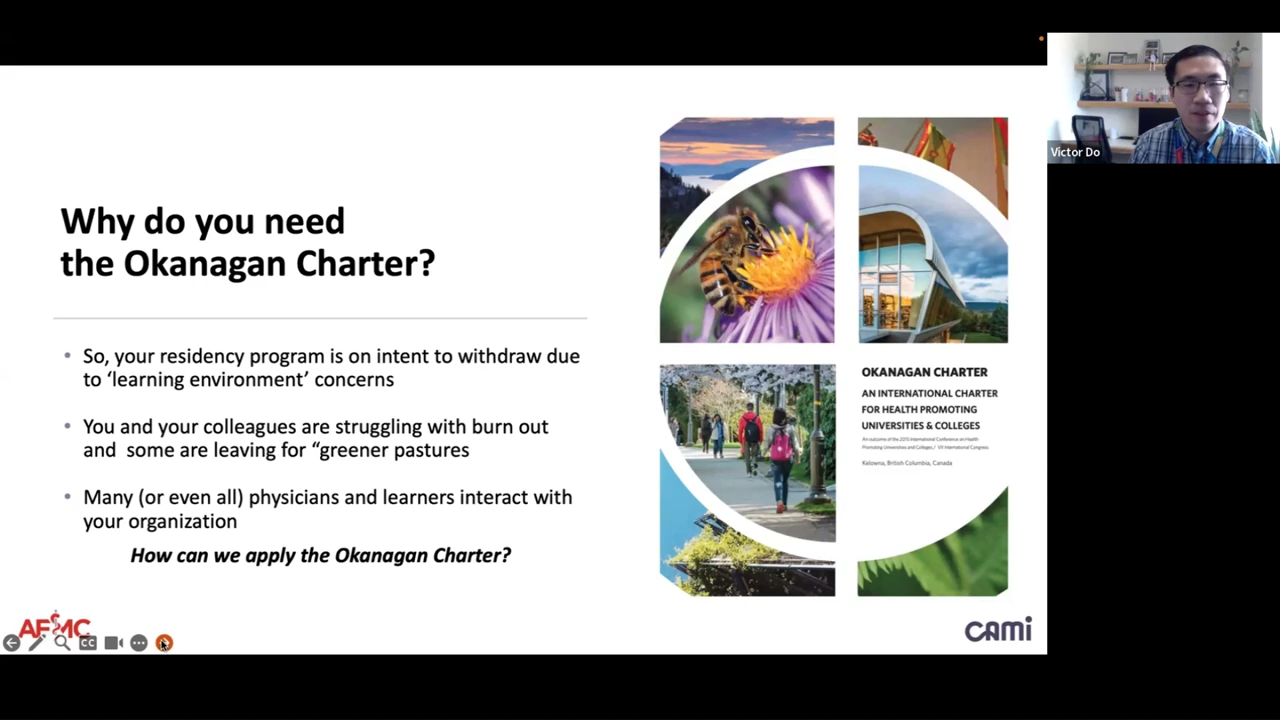 Why do you need
the Okanagan Charter?
• So, your residency program is on intent to withdraw due
to ‘learning environment’ concerns
• You and your colleagues are struggling with burn out
and  some are leaving for “greener pastures
• Many (or even all) physicians and learners interact with
your organization
How can we apply the Okanagan Charter?
OKANAGAN CHARTER
AN INTERNATIONAL CHARTER
FOR HEALTH PROMOTING
UNIVERSITIES & COLLEGES
An outcome of the 2015 International Conference on Health
Promoting Universities and Colleges / VII International Congress
Kelowna, British Columbia, Canada
AFMC
CC
CAMi
Victor Do